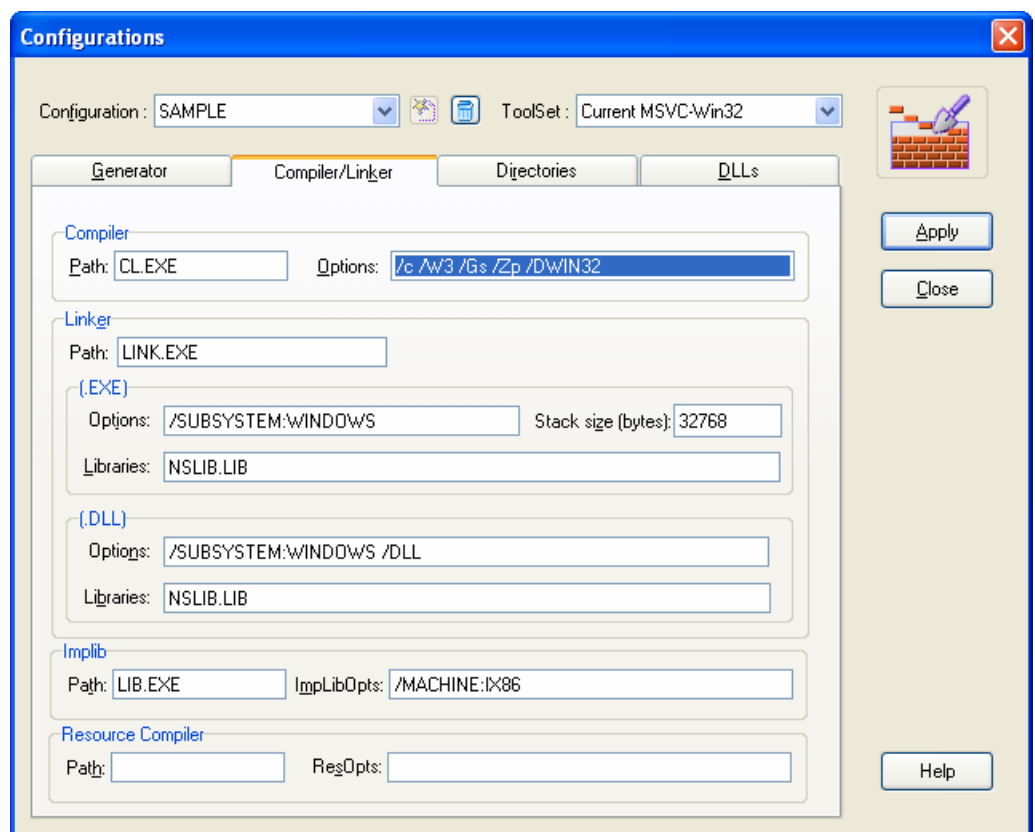 Configurations
Configuration : SAMPLE ToolSet : Current MSVC-Win32
Generator Compiler/Linker Directories DLLs
Compiler
Path: CL.EXE Options: /c /W3 /Gs /Zp /DWIN32
Apply
Close
Linker
Path: LINK.EXE
(.EXE)
Options: /SUBSYSTEM:WINDOWS Stack size (bytes): 32768
Libraries: NSLIB.LIB
(.DLL)
Options: /SUBSYSTEM:WINDOWS /DLL
Libraries: NSLIB.LIB
Implib
Path: LIB.EXE ImpLibOpts: /MACHINE:IX86
Resource Compiler
Path: ResOpts:
Help